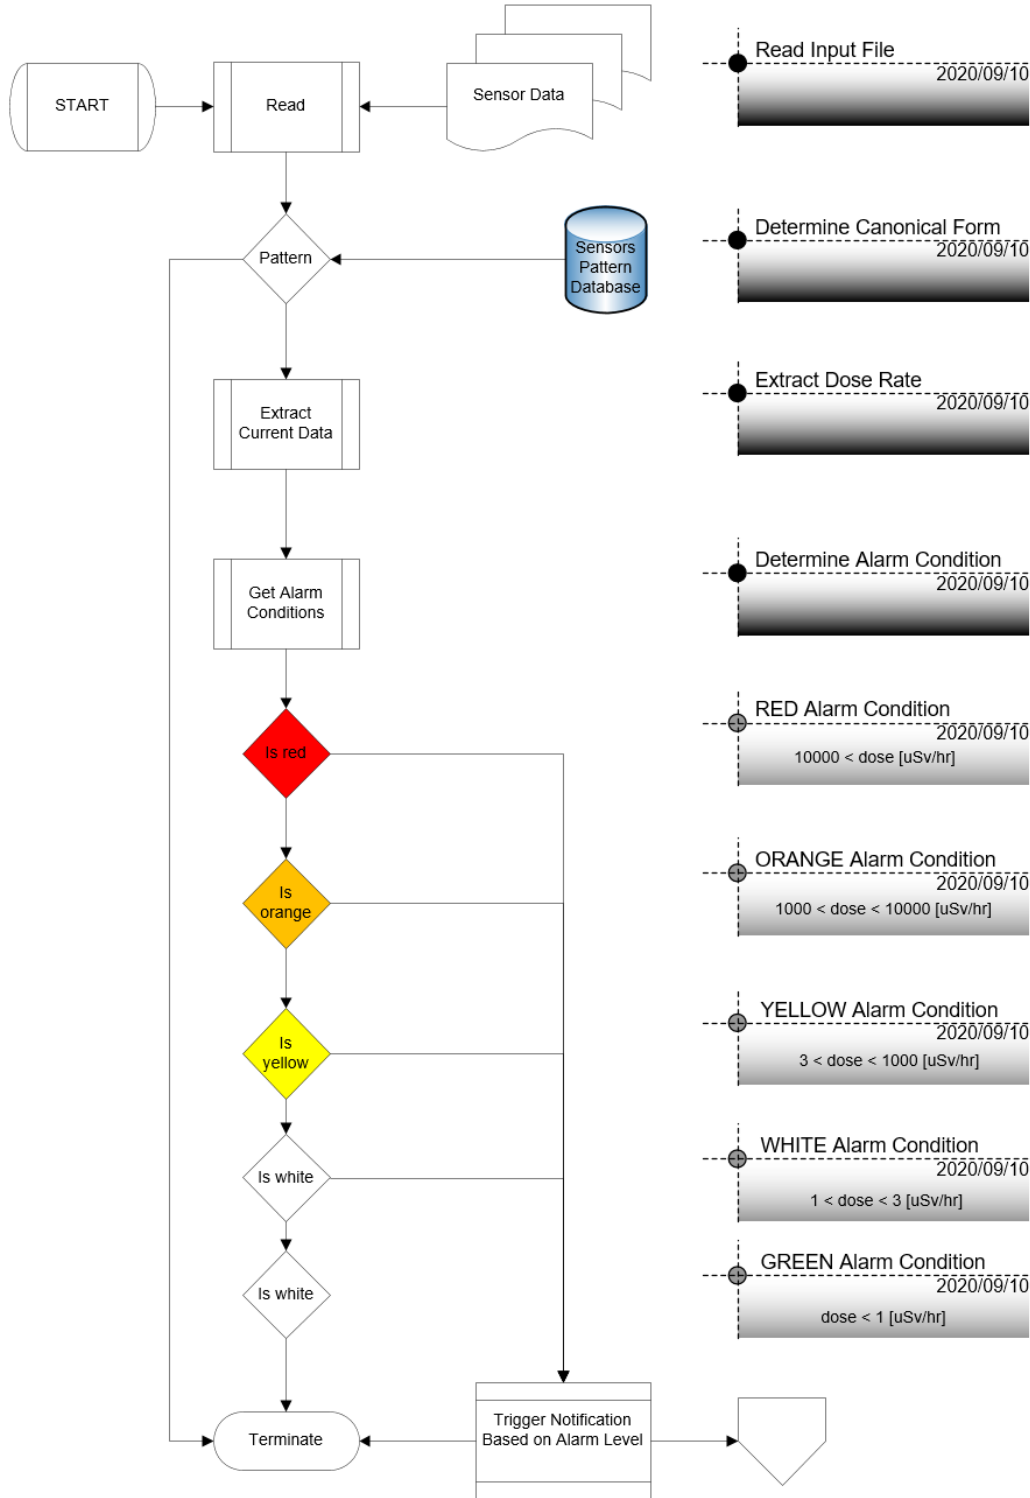 START
Read
Sensor Data
Read Input File
2020/09/10
Pattern
Sensors
Pattern
Database
Determine Canonical Form
2020/09/10
Extract
Current Data
Extract Dose Rate
2020/09/10
Get Alarm
Conditions
Determine Alarm Condition
2020/09/10
Is red
RED Alarm Condition
2020/09/10
10000 < dose [uSv/hr]
Is
orange
ORANGE Alarm Condition
2020/09/10
1000 < dose < 10000 [uSv/hr]
Is
yellow
YELLOW Alarm Condition
2020/09/10
3 < dose < 1000 [uSv/hr]
Is white
WHITE Alarm Condition
2020/09/10
1 < dose < 3 [uSv/hr]
Is white
GREEN Alarm Condition
2020/09/10
dose < 1 [uSv/hr]
Terminate
Trigger Notification
Based on Alarm Level